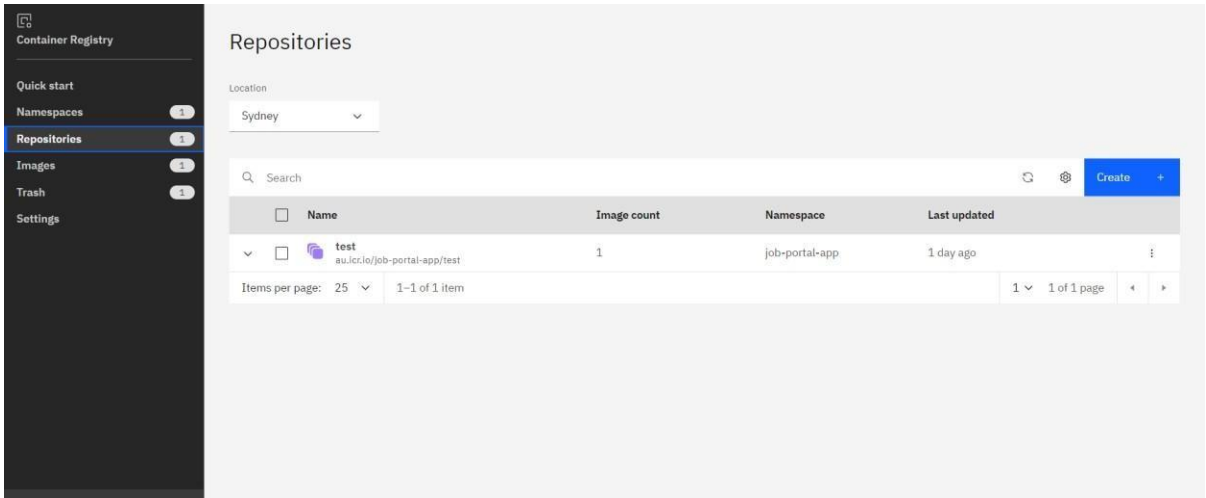 Container Registry
Quick start
Namespaces 1
Repositories 1
Images 1
Trash 1
Settings
Repositories
Location
Sydney
Search
Create +
Name Image count Namespace Last updated
test
au.icr.io/job-portal-app/test
1 job-portal-app 1 day ago
Items per page: 25 1–1 of 1 item 1 1 of 1 page